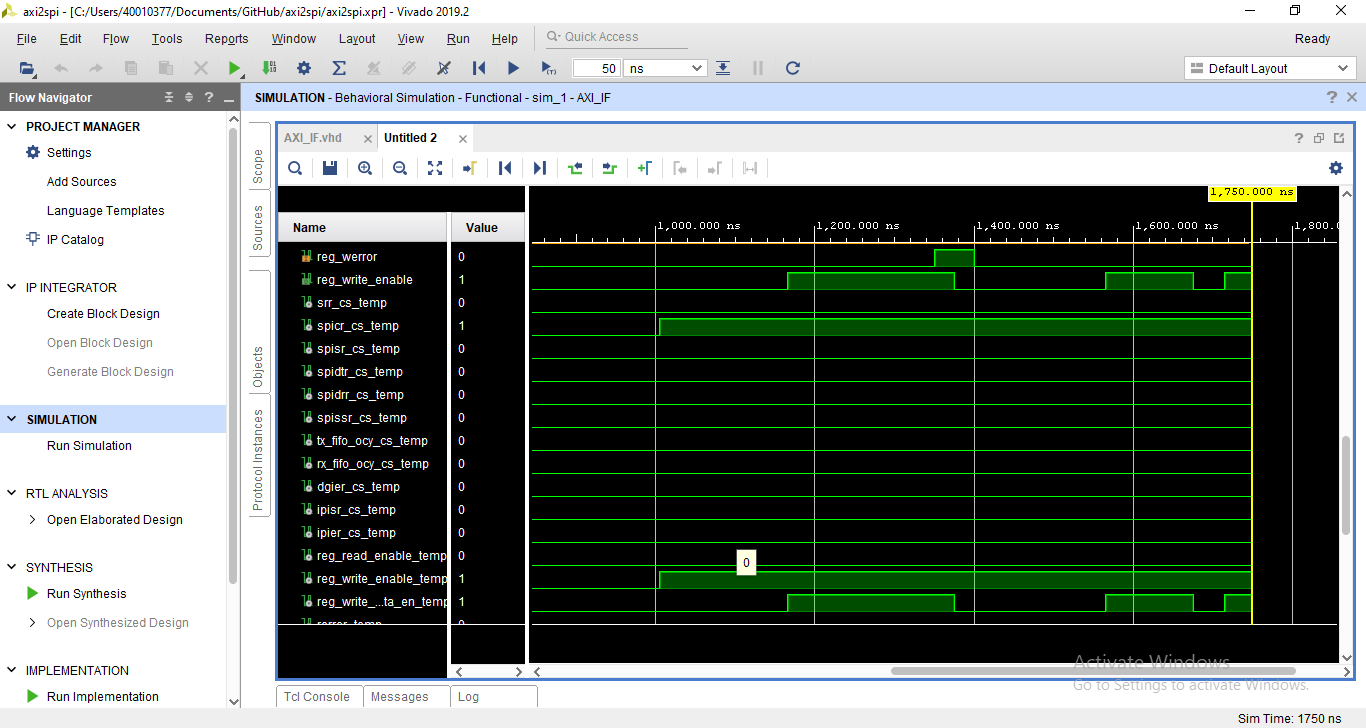 axi2spi - [C:/Users/40010377/Documents/GitHub/axi2spi/axi2spi.xpr] - Vivado 2019.2
File Edit Flow Tools Reports Window Layout View Run Help Quick Access Ready
50 ns Default Layout
Flow Navigator
SIMULATION - Behavioral Simulation - Functional - sim_1 - AXI_IF
PROJECT MANAGER
Settings
Add Sources
Language Templates
IP Catalog
IP INTEGRATOR
Create Block Design
Open Block Design
Generate Block Design
SIMULATION
Run Simulation
RTL ANALYSIS
Open Elaborated Design
SYNTHESIS
Run Synthesis
Open Synthesized Design
IMPLEMENTATION
Run Implementation
Scope
Sources
Objects
Protocol Instances
AXI_IF.vhd Untitled 2
1,750.000 ns
Name Value
1,000.000 ns 1,200.000 ns 1,400.000 ns 1,600.000 ns 1,800.0
reg_werror 0
reg_write_enable 1
srr_cs_temp 0
spicr_cs_temp 1
spisr_cs_temp 0
spidtr_cs_temp 0
spidrr_cs_temp 0
spissr_cs_temp 0
tx_fifo_ocy_cs_temp 0
rx_fifo_ocy_cs_temp 0
dgier_cs_temp 0
ipisr_cs_temp 0
ipier_cs_temp 0
reg_read_enable_temp 0
0
reg_write_enable_temp 1
reg_write_...ta_en_temp 1
Activate Windows
Go to Settings to activate Windows.
Tcl Console Messages Log
Sim Time: 1750 ns